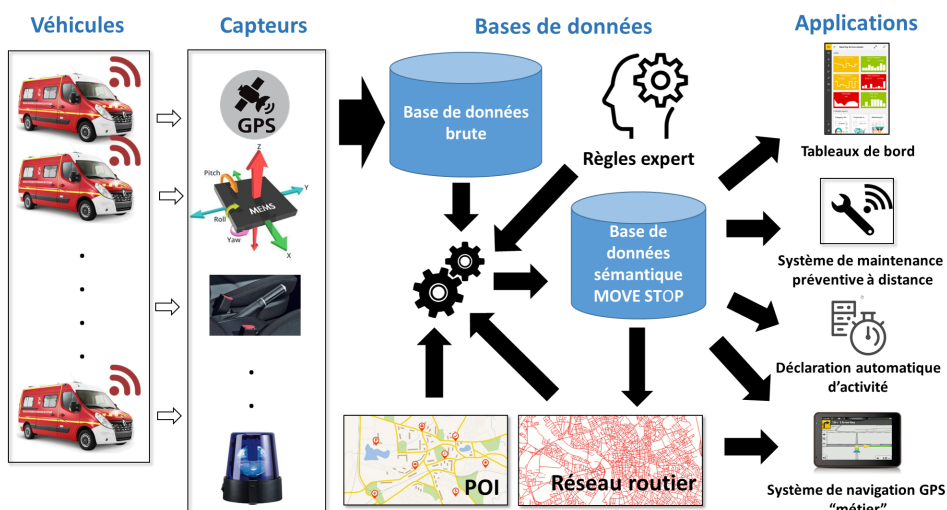 Véhicules
Capteurs
Bases de données
Applications
GPS
Z
Pitch
Y
MEMS
Roll
Yaw
X
Base de données
brute
Règles expert
Base de
données
sémantique
MOVE STOP
POI
Réseau routier
Tableaux de bord
Système de maintenance
préventive à distance
Déclaration automatique
d'activité
Système de navigation GPS
“métier”